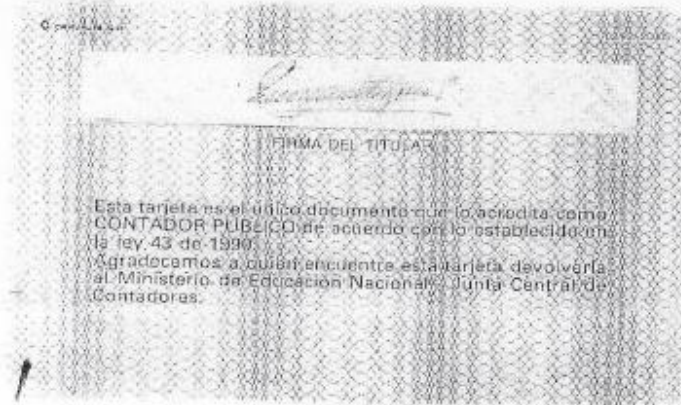 FIRMA DEL TITULAR
Esta tarjeta es el único documento que lo acredita como
CONTADOR PUBLICO de acuerdo con lo establecido en
la ley 43 de 1990.
Agradecemos a quien encuentre esta tarjeta devolverla
al Ministerio de Educación Nacional - Junta Central de
Contadores.